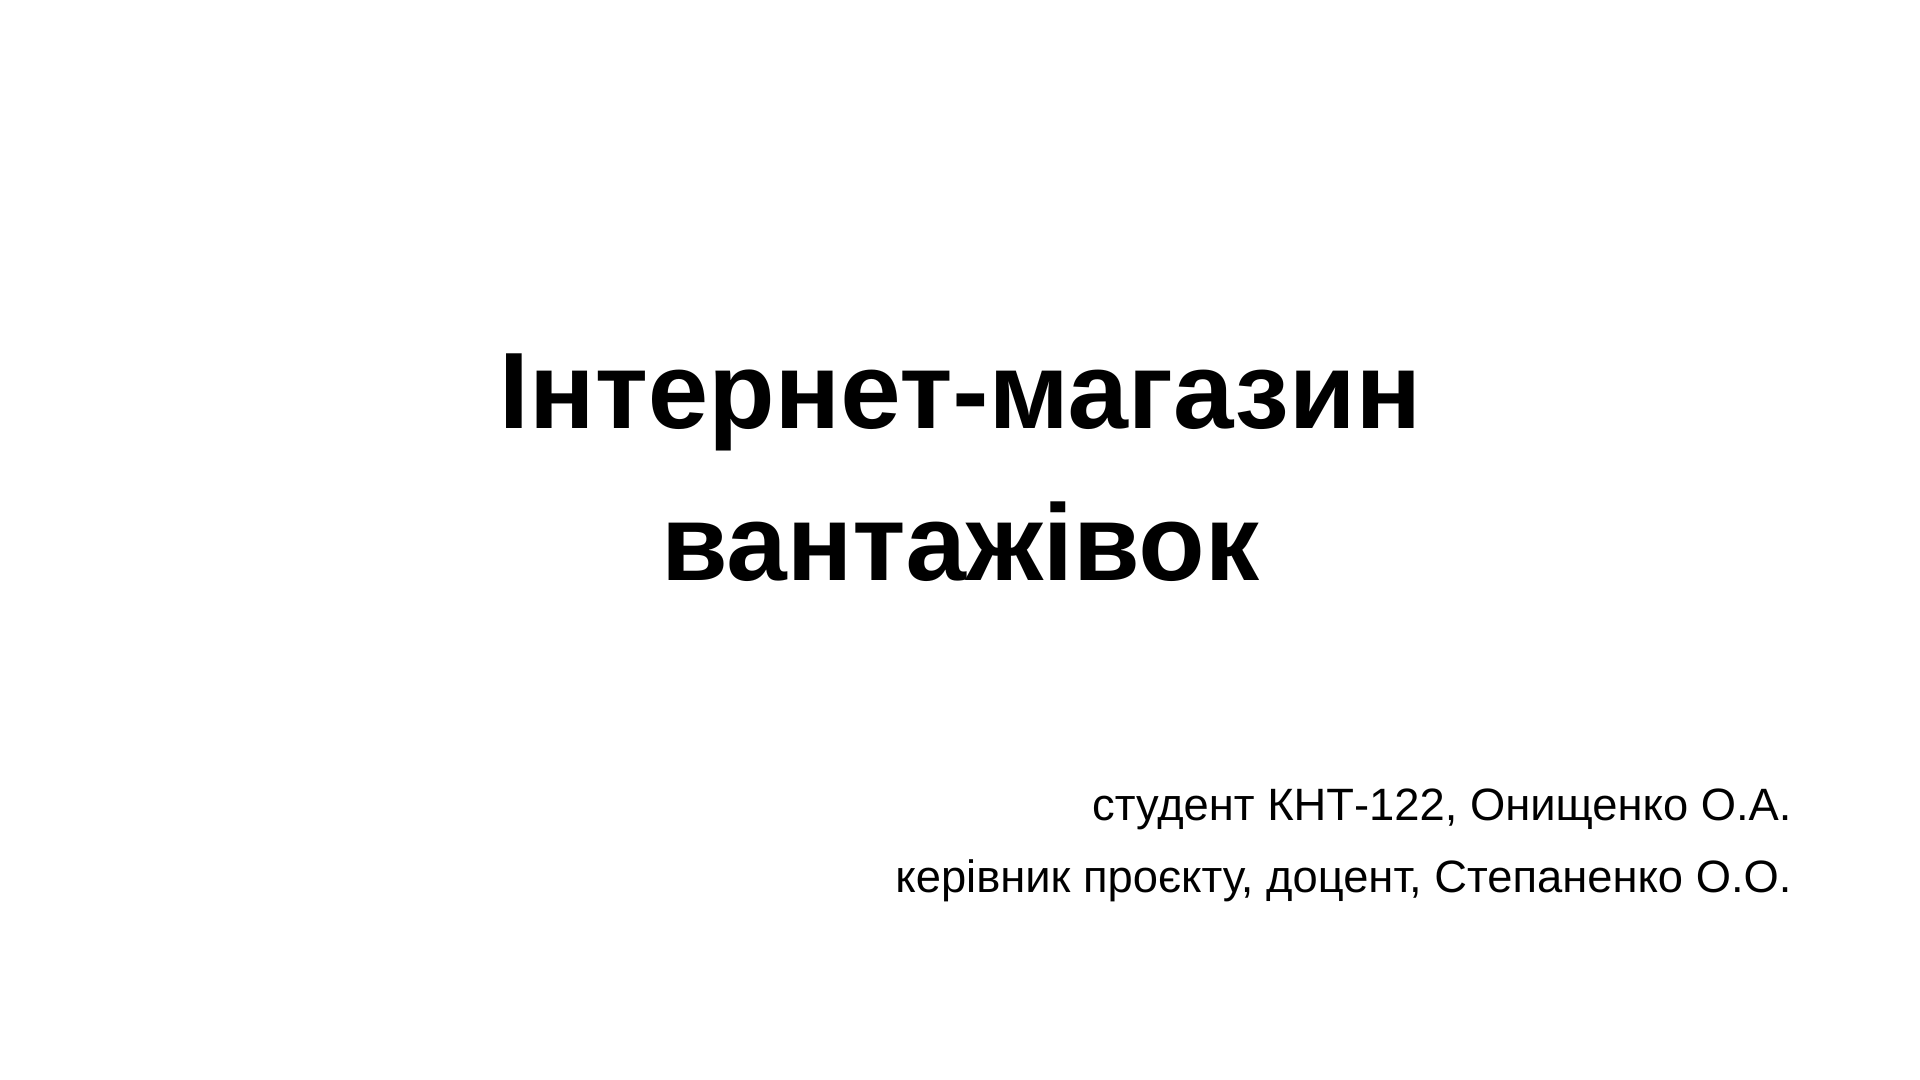 Інтернет-магазин
вантажівок
студент КНТ-122, Онищенко О.А.
керівник проєкту, доцент, Степаненко О.О.